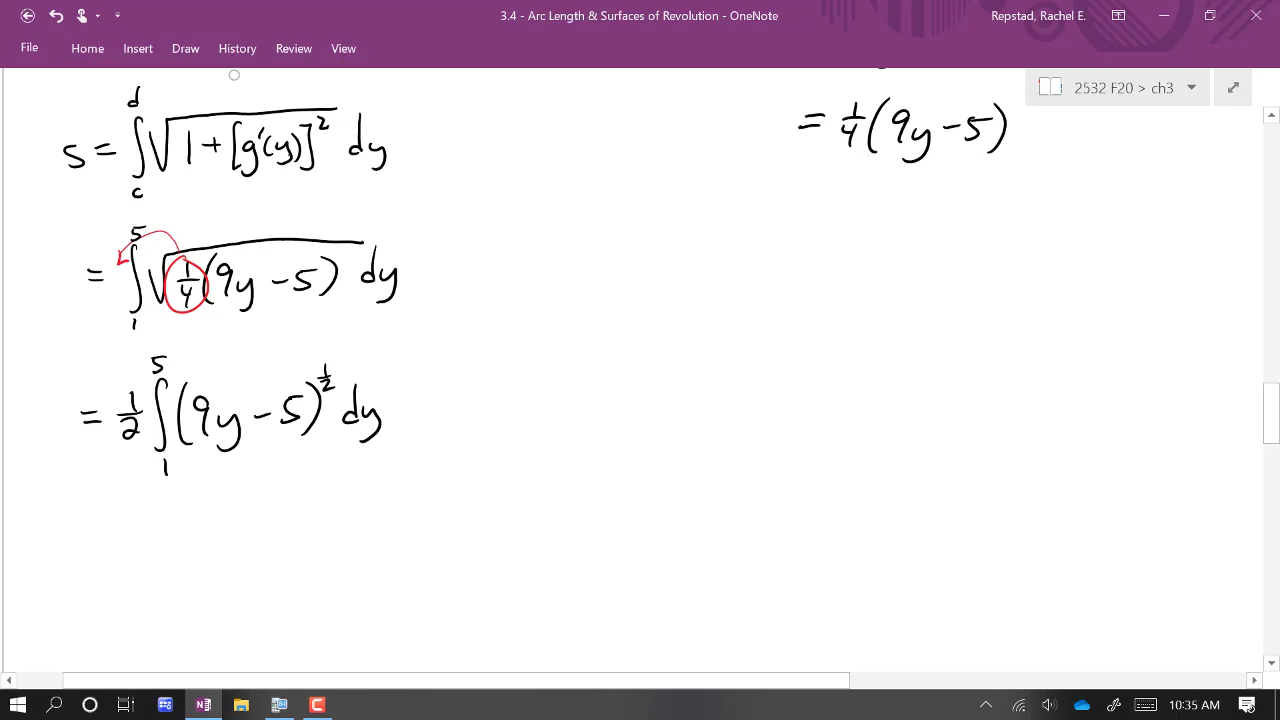 3.4 - Arc Length & Surfaces of Revolution - OneNote
Repstad, Rachel E.
File Home Insert Draw History Review View
2532 F20 > ch3
s = ∫_c^d √(1 + [g'(y)]²) dy
= 1/4 (9y - 5)
= ∫_1^5 √(1/4 (9y - 5)) dy
= 1/2 ∫_1^5 (9y - 5)^(1/2) dy
10:35 AM